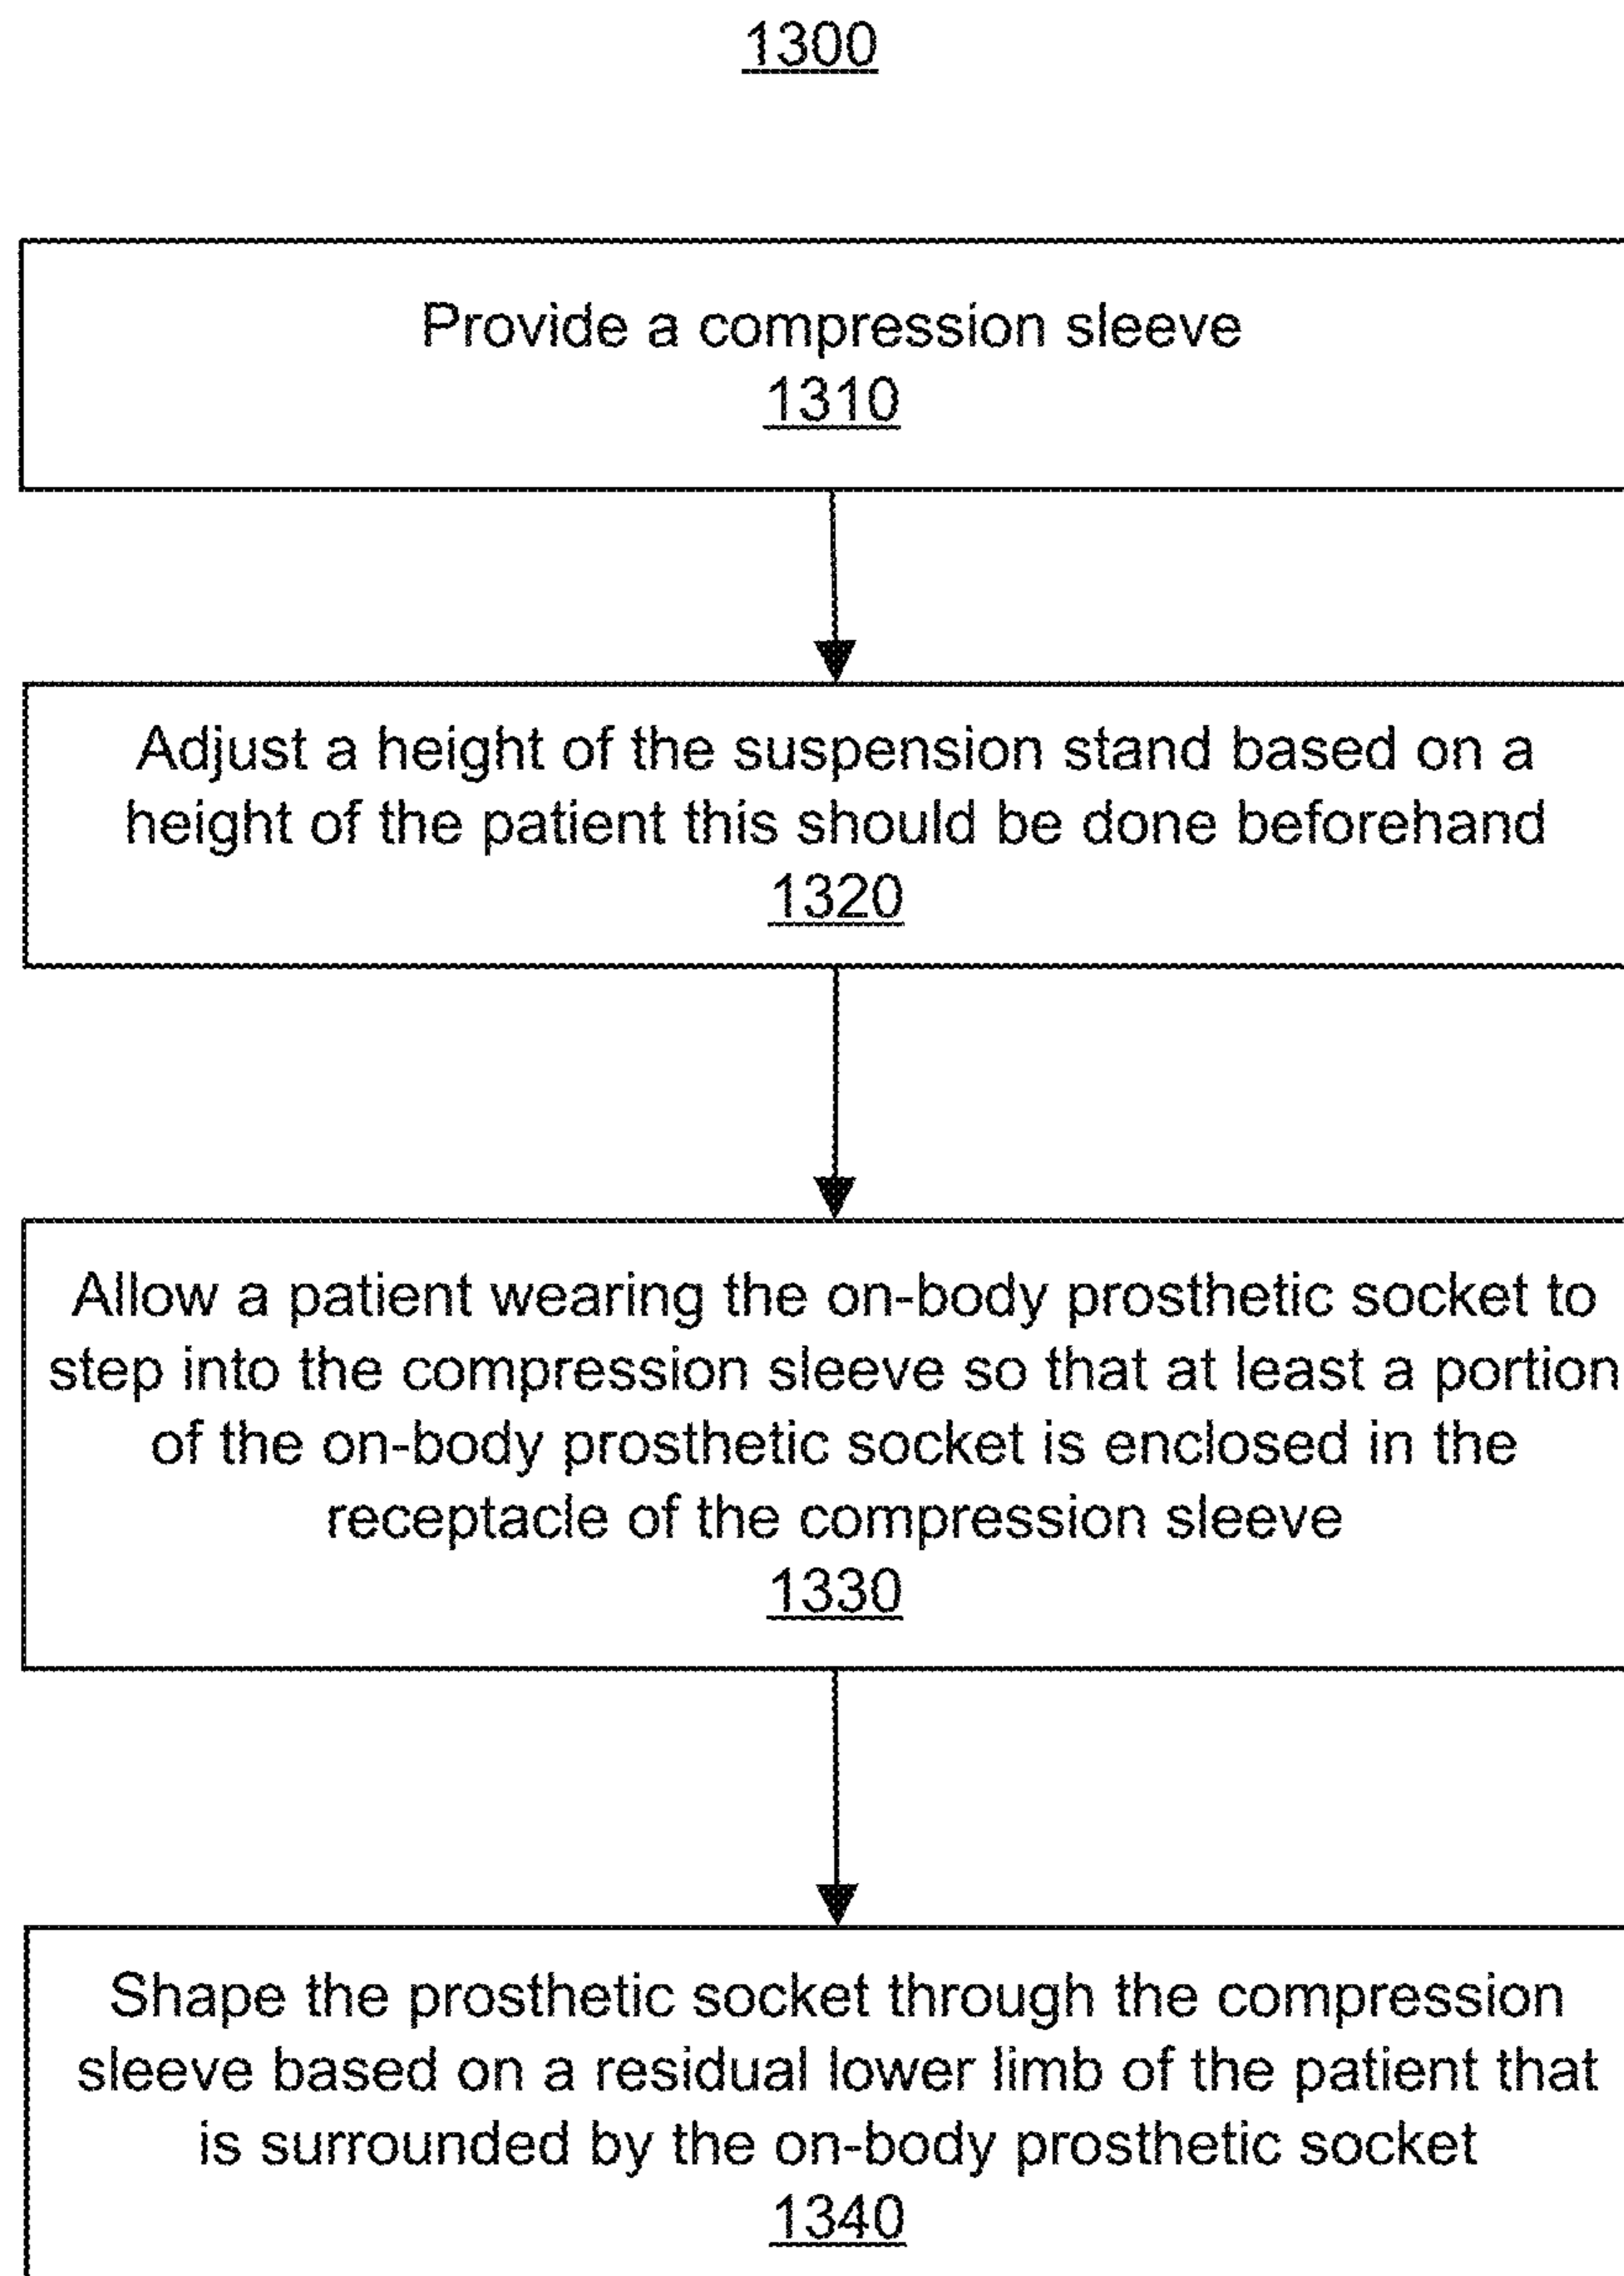 1300
Provide a compression sleeve
1310
Adjust a height of the suspension stand based on a
height of the patient this should be done beforehand
1320
Allow a patient wearing the on-body prosthetic socket to
step into the compression sleeve so that at least a portion
of the on-body prosthetic socket is enclosed in the
receptacle of the compression sleeve
1330
Shape the prosthetic socket through the compression
sleeve based on a residual lower limb of the patient that
is surrounded by the on-body prosthetic socket
1340